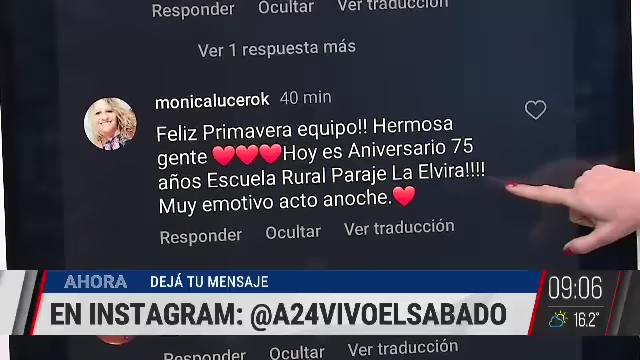 Responder Ocultar Ver traducción
Ver 1 respuesta más
monicalucerok 40 min
Feliz Primavera equipo!! Hermosa
gente ❤️❤️❤️Hoy es Aniversario 75
años Escuela Rural Paraje La Elvira!!!!
Muy emotivo acto anoche.❤️
Responder Ocultar Ver traducción
AHORA DEJÁ TU MENSAJE
EN INSTAGRAM: @A24VIVOELSABADO
09:06
16.2°
Responder Ocultar Ver traducción